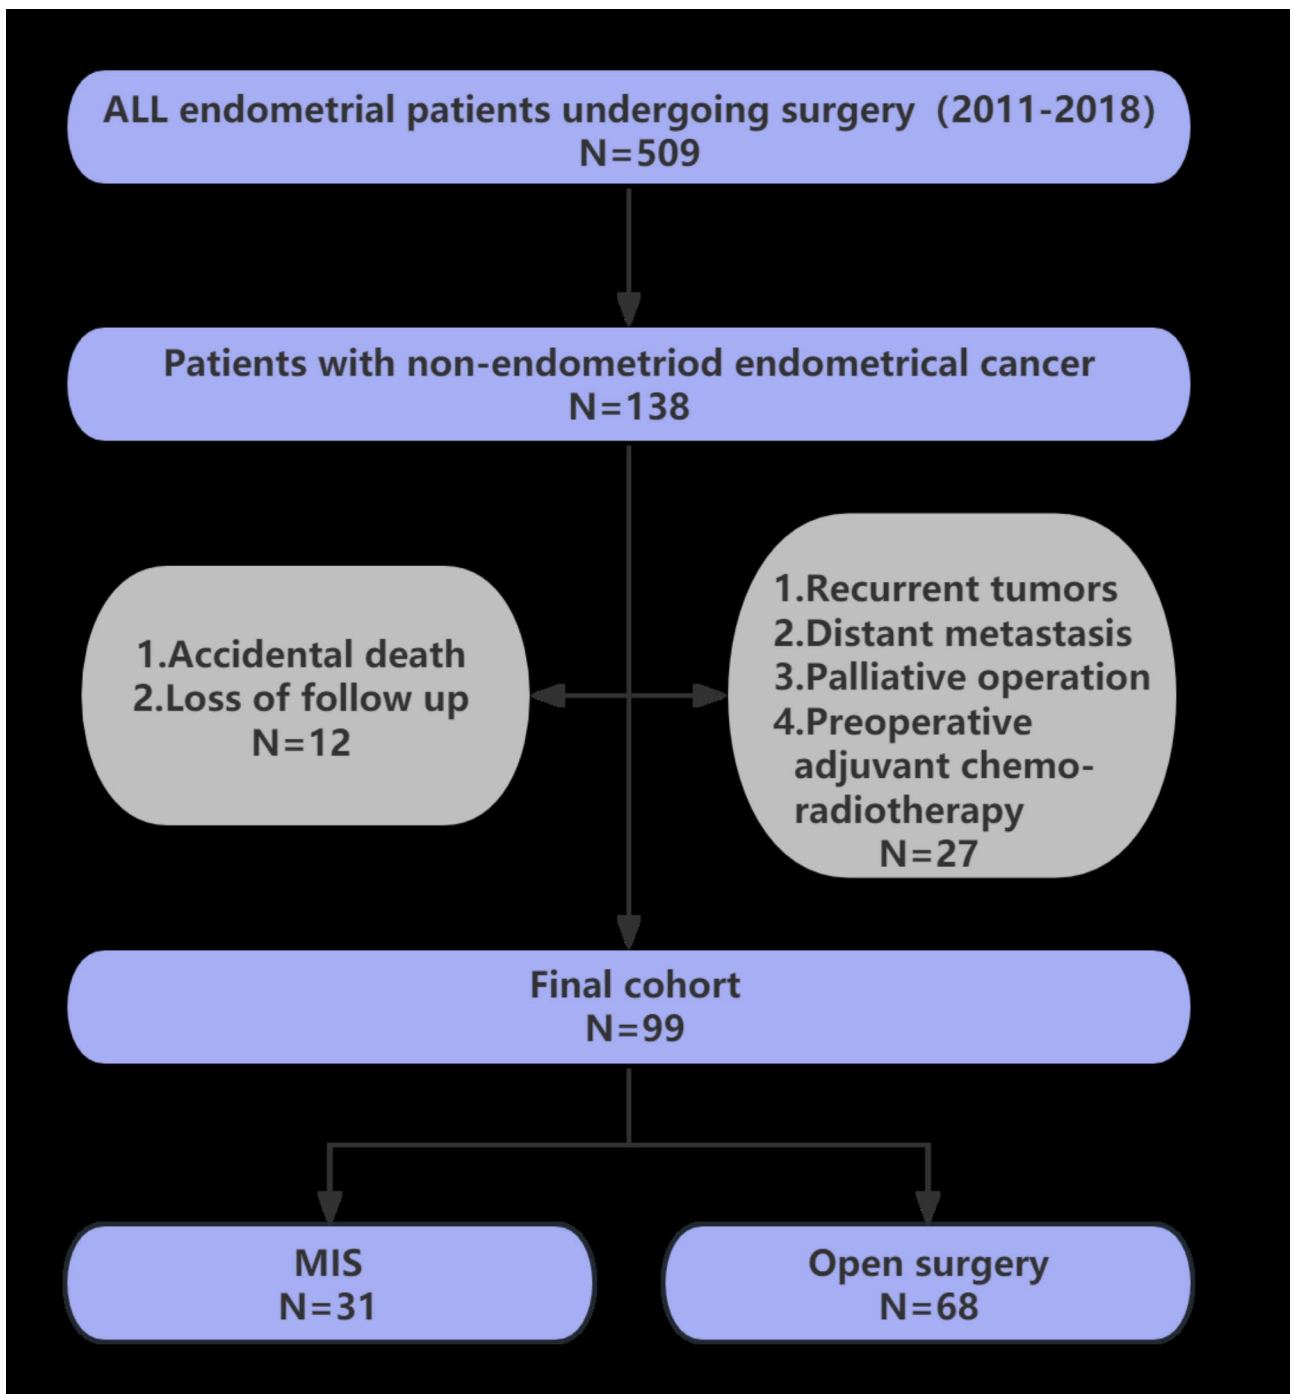 ALL endometrial patients undergoing surgery (2011-2018)
N=509
Patients with non-endometriod endometrical cancer
N=138
1.Accidental death
2.Loss of follow up
N=12
1.Recurrent tumors
2.Distant metastasis
3.Palliative operation
4.Preoperative
adjuvant chemo-
radiotherapy
N=27
Final cohort
N=99
MIS
N=31
Open surgery
N=68